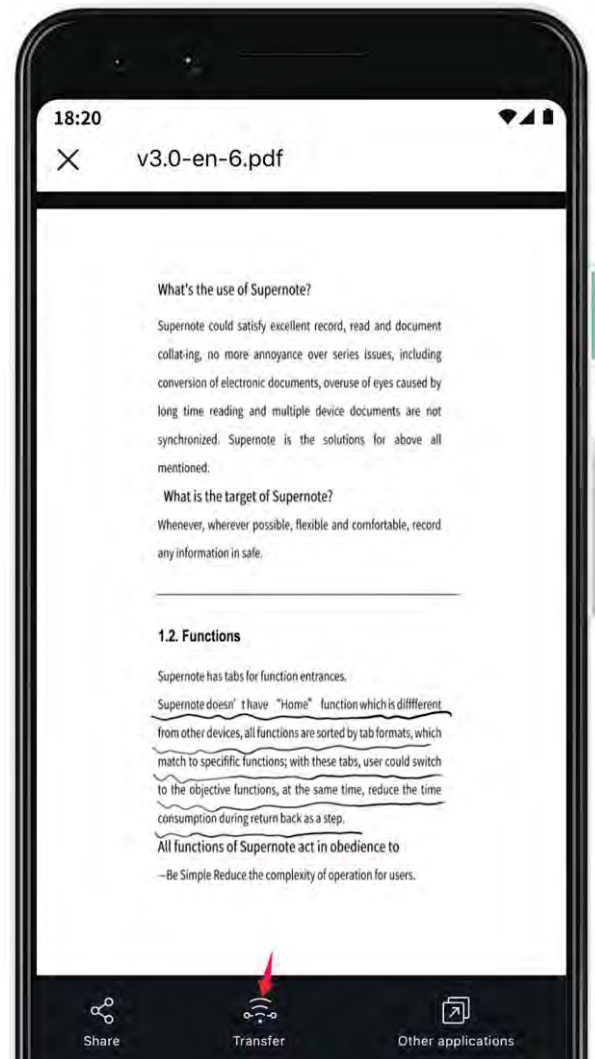 18:20
v3.0-en-6.pdf
What's the use of Supernote?
Supernote could satisfy excellent record, read and document
collat-ing, no more annoyance over series issues, including
conversion of electronic documents, overuse of eyes caused by
long time reading and multiple device documents are not
synchronized. Supernote is the solutions for above all
mentioned.
What is the target of Supernote?
Whenever, wherever possible, flexible and comfortable, record
any information in safe.
1.2. Functions
Supernote has tabs for function entrances.
Supernote doesn't have "Home" function which is diffferent
from other devices, all functions are sorted by tab formats, which
match to specifific functions; with these tabs, user could switch
to the objective functions, at the same time, reduce the time
consumption during return back as a step.
All functions of Supernote act in obedience to
—Be Simple Reduce the complexity of operation for users.
Share
Transfer
Other applications